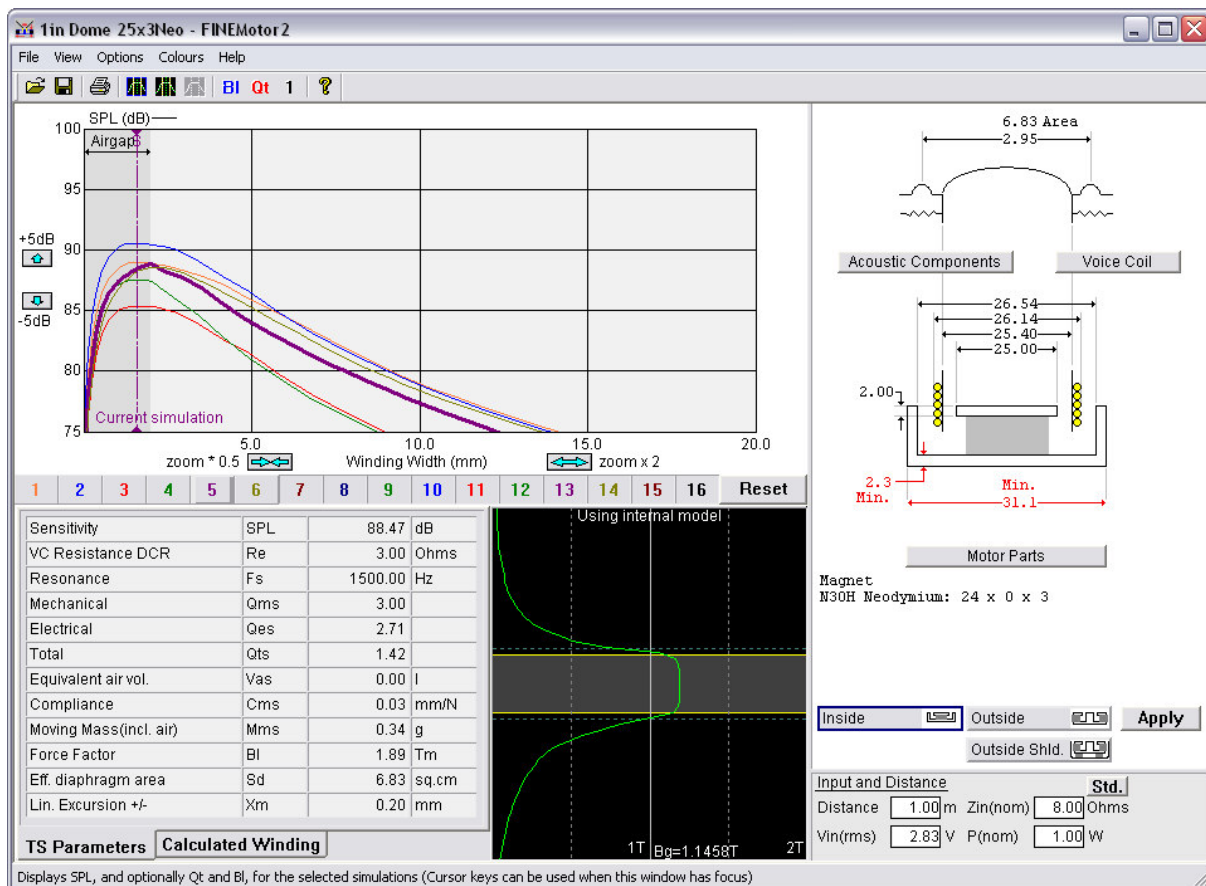 1in Dome 25x3Neo - FINEMotor2
File View Options Colours Help
Bl Qt 1 ?
SPL (dB)
Airgap
100
95
90
85
80
75
+5dB
-5dB
Current simulation
5.0 10.0 15.0 20.0
zoom * 0.5 Winding Width (mm) zoom x 2
1 2 3 4 5 6 7 8 9 10 11 12 13 14 15 16 Reset
Sensitivity SPL 88.47 dB
VC Resistance DCR Re 3.00 Ohms
Resonance Fs 1500.00 Hz
Mechanical Qms 3.00
Electrical Qes 2.71
Total Qts 1.42
Equivalent air vol. Vas 0.00 l
Compliance Cms 0.03 mm/N
Moving Mass(incl. air) Mms 0.34 g
Force Factor Bl 1.89 Tm
Eff. diaphragm area Sd 6.83 sq.cm
Lin. Excursion +/- Xm 0.20 mm
TS Parameters Calculated Winding
Using internal model
1T Bg=1.1458T 2T
6.83 Area
2.95
Acoustic Components Voice Coil
26.54
26.14
25.40
25.00
2.00
2.3
Min.
Min.
31.1
Motor Parts
Magnet
N30H Neodymium: 24 x 0 x 3
Inside Outside Apply
Outside Shld.
Input and Distance Std.
Distance 1.00 m Zin(nom) 8.00 Ohms
Vin(rms) 2.83 V P(nom) 1.00 W
Displays SPL, and optionally Qt and Bl, for the selected simulations (Cursor keys can be used when this window has focus)